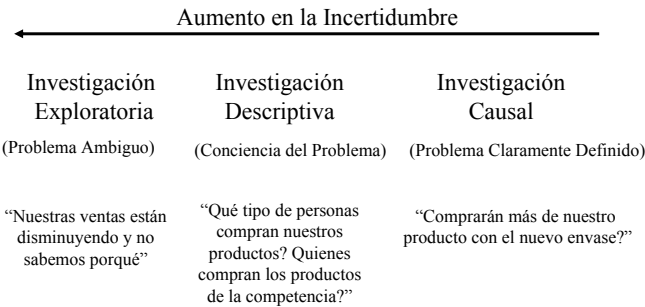 Aumento en la Incertidumbre
Investigación
Exploratoria
Investigación
Descriptiva
Investigación
Causal
(Problema Ambiguo)
(Conciencia del Problema)
(Problema Claramente Definido)
“Nuestras ventas están
disminuyendo y no
sabemos porqué”
“Qué tipo de personas
compran nuestros
productos? Quienes
compran los productos
de la competencia?”
“Comprarán más de nuestro
producto con el nuevo envase?”